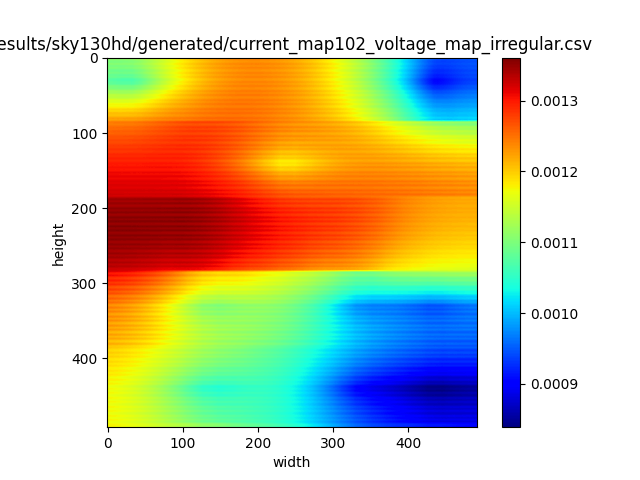 esults/sky130hd/generated/current_map102_voltage_map_irregular.csv
0
100
200
300
400
height
0 100 200 300 400
width
0.0013
0.0012
0.0011
0.0010
0.0009